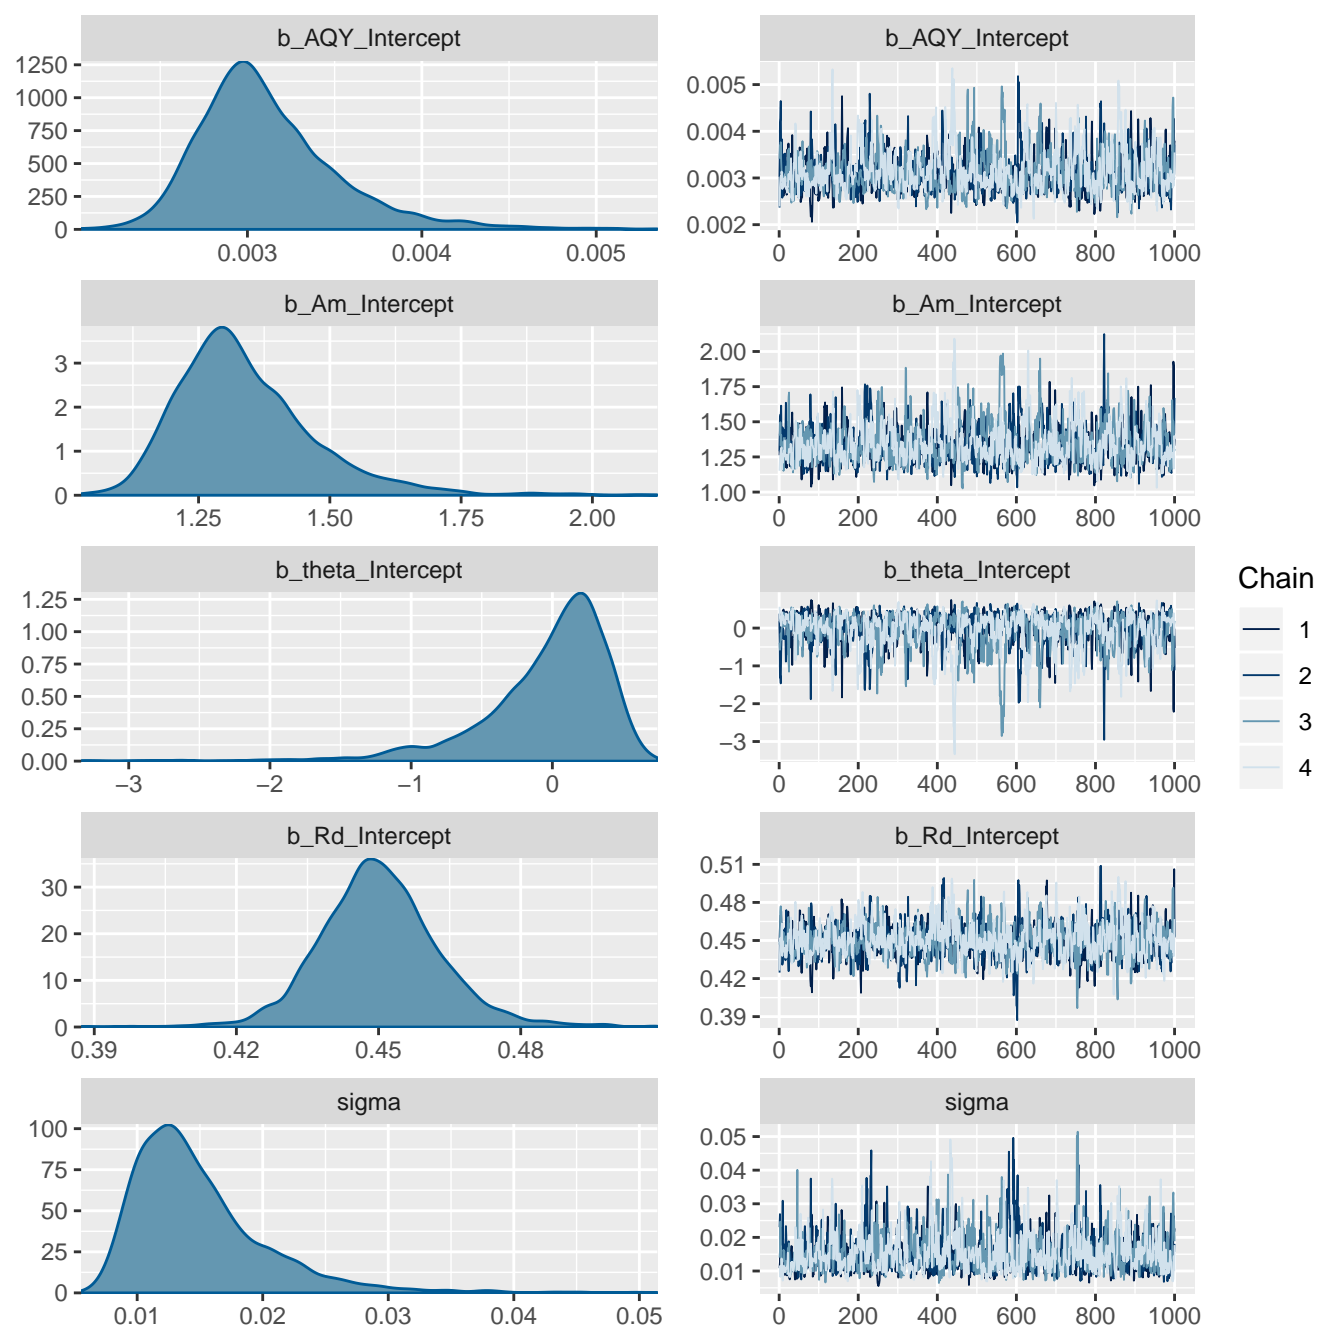 b_AQY_Intercept
1250
1000
750
500
250
0
0.003 0.004 0.005
b_AQY_Intercept
0.005
0.004
0.003
0.002
0 200 400 600 800 1000
b_Am_Intercept
3
2
1
0
1.25 1.50 1.75 2.00
b_Am_Intercept
2.00
1.75
1.50
1.25
1.00
0 200 400 600 800 1000
b_theta_Intercept
1.25
1.00
0.75
0.50
0.25
0.00
−3 −2 −1 0
b_theta_Intercept
0
−1
−2
−3
0 200 400 600 800 1000
b_Rd_Intercept
30
20
10
0
0.39 0.42 0.45 0.48
b_Rd_Intercept
0.51
0.48
0.45
0.42
0.39
0 200 400 600 800 1000
sigma
100
75
50
25
0
0.01 0.02 0.03 0.04 0.05
sigma
0.05
0.04
0.03
0.02
0.01
0 200 400 600 800 1000
Chain
1
2
3
4